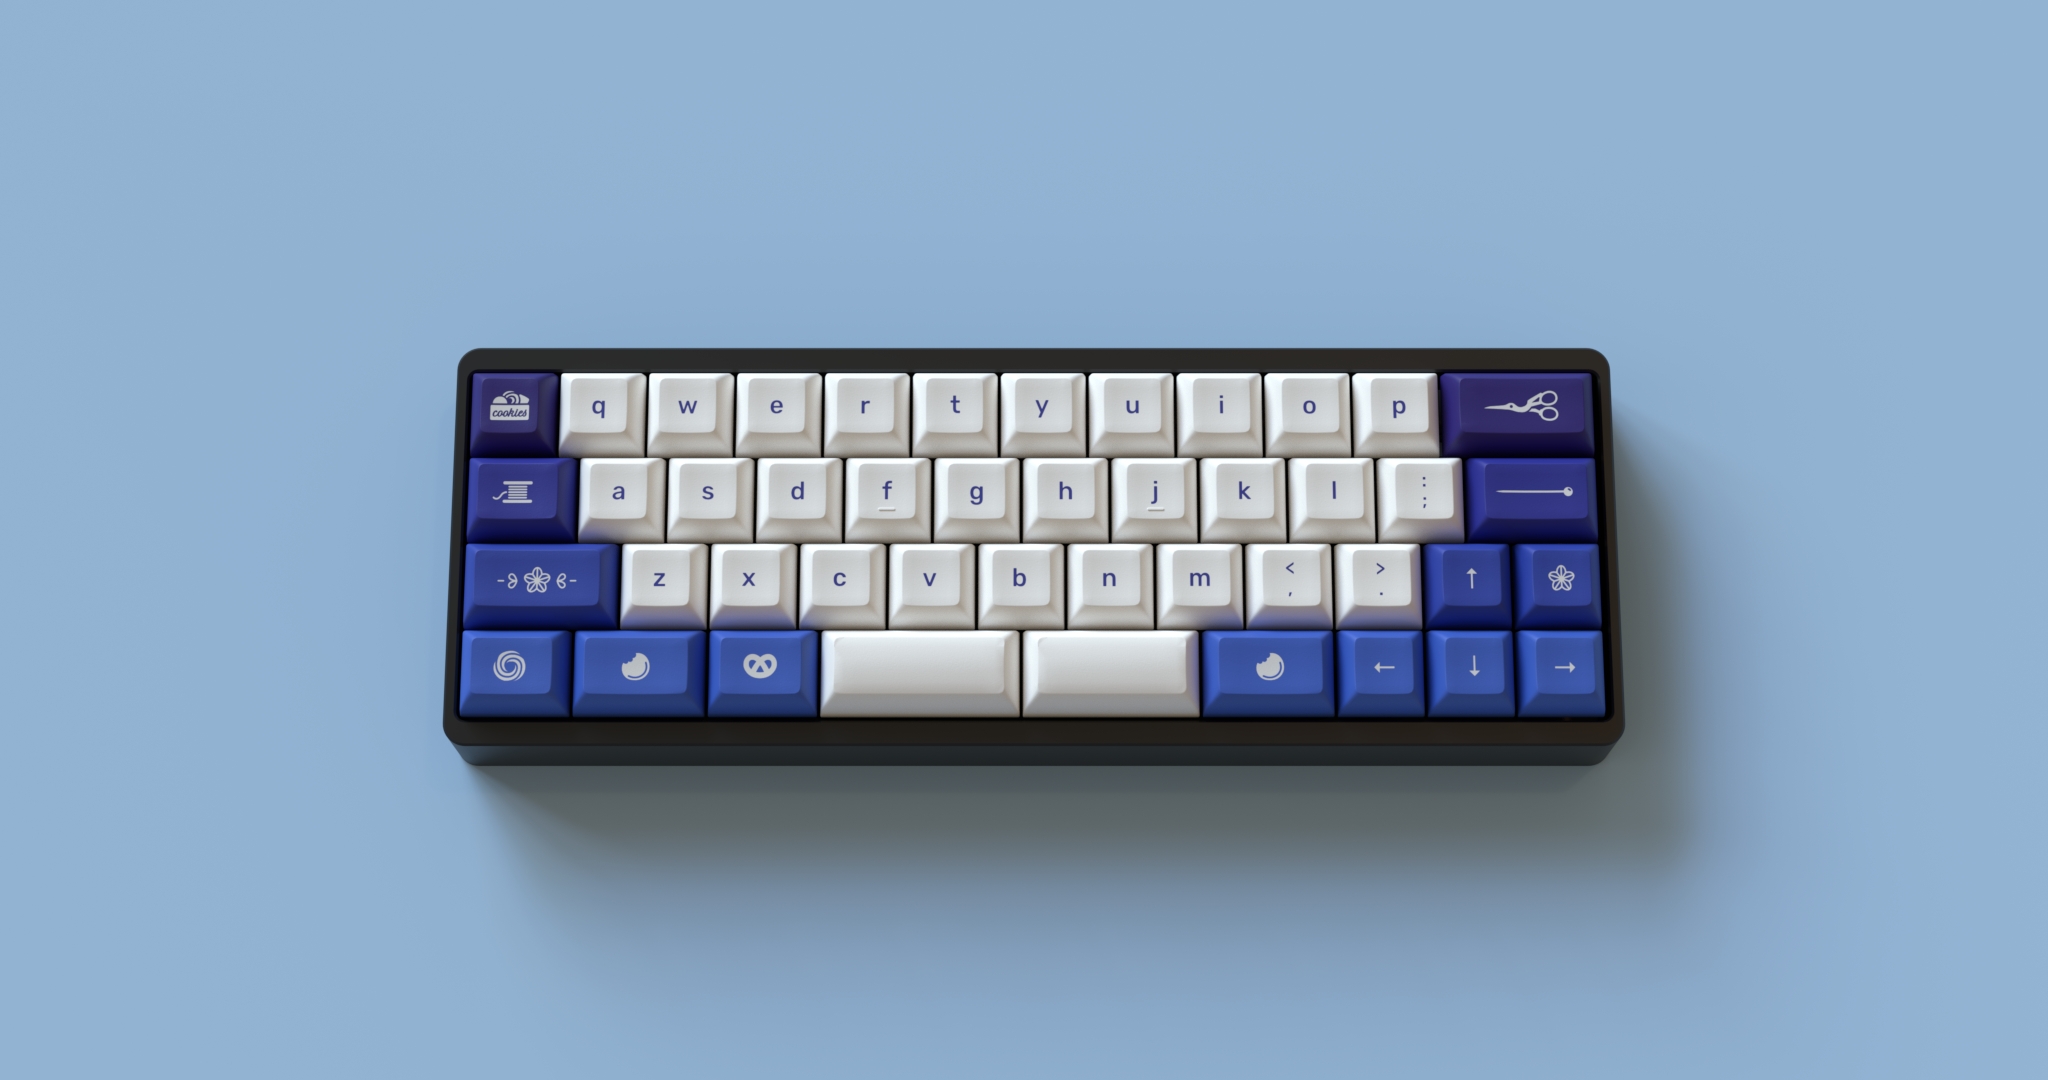 cookies q w e r t y u i o p
a s d f g h j k l : ;
z x c v b n m < , > . ↑
← ↓ →